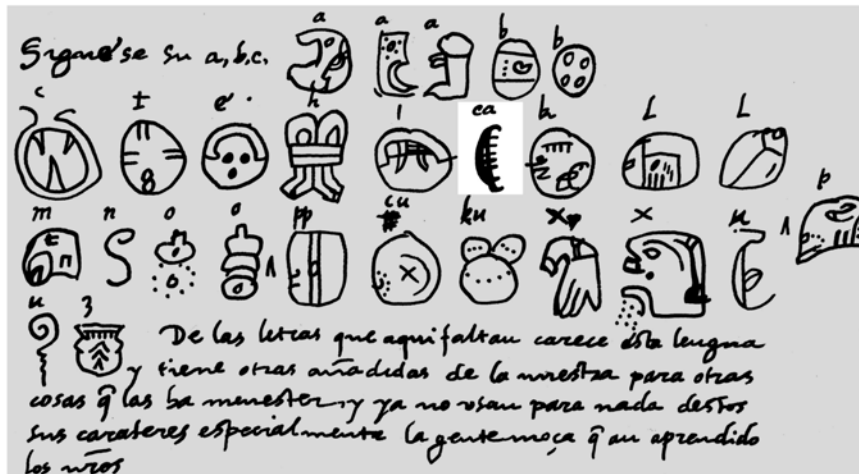 Siguese su a, b, c. a a a b b
c t e h i ca k L L
m n o o pp cu ku x x u p
u z De las letras que aqui faltan carece esta lengua
y tiene otras añadidas de la nuestra para otras
cosas q̃ las ha menester, y ya no usan para nada destos
sus carateres especialmente la gente moça q̃ an aprendido
los nr̃os